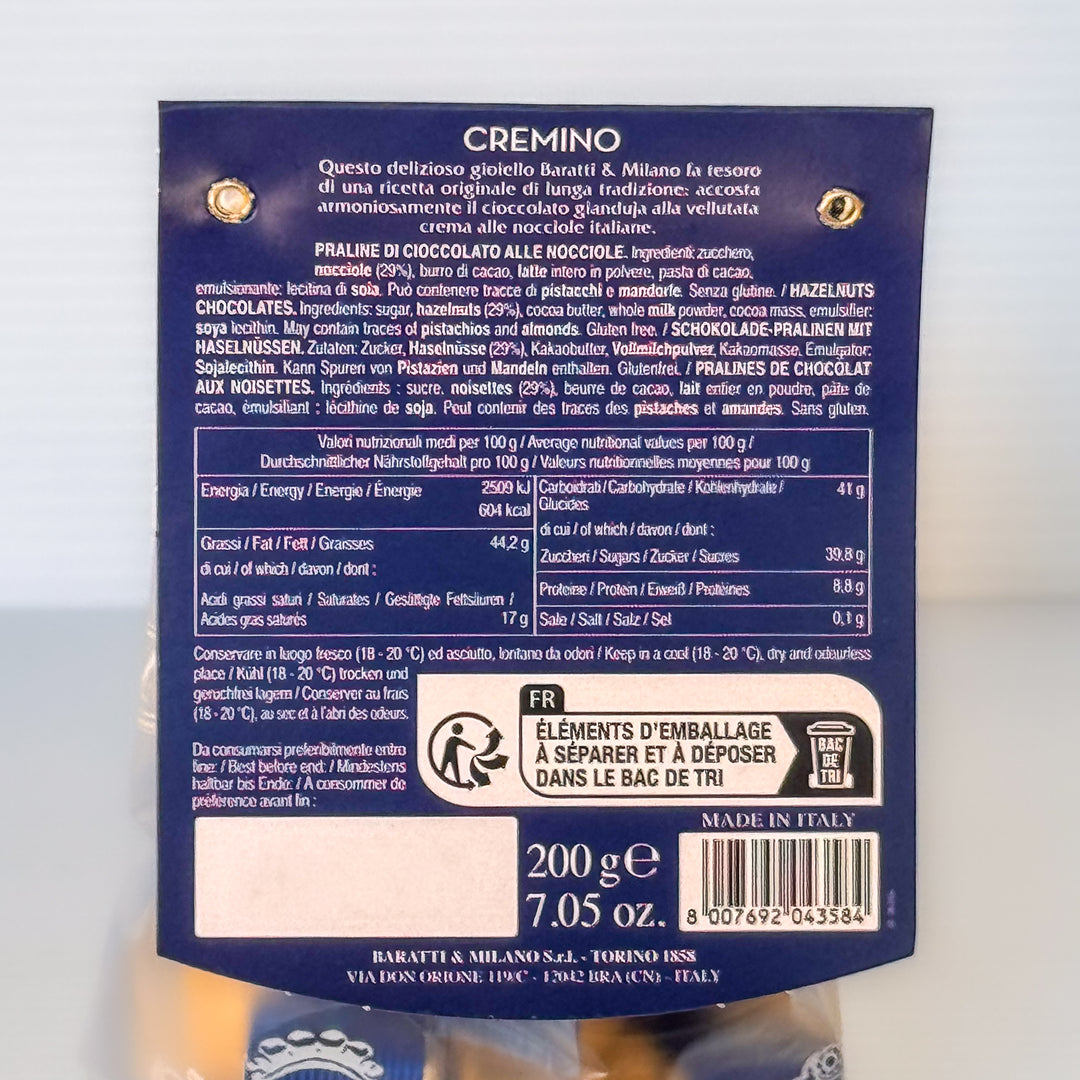 CREMINO
Questo delizioso gioiello Baratti & Milano fa tesoro
di una ricetta originale di lunga tradizione: accosta
armoniosamente il cioccolato gianduja alla vellutata
crema alle nocciole italiane.
PRALINE DI CIOCCOLATO ALLE NOCCIOLE. Ingredienti: zucchero,
nocciole (29%), burro di cacao, latte intero in polvere, pasta di cacao,
emulsionante: lecitina di soia. Può contenere tracce di pistacchi e mandorle. Senza glutine. / HAZELNUTS
CHOCOLATES. Ingredients: sugar, hazelnuts (29%), cocoa butter, whole milk powder, cocoa mass, emulsifier:
soya lecithin. May contain traces of pistachios and almonds. Gluten free. / SCHOKOLADE-PRALINEN MIT
HASELNÜSSEN. Zutaten: Zucker, Haselnüsse (29%), Kakaobutter, Vollmilchpulver, Kakaomasse, Emulgator:
Sojalecithin. Kann Spuren von Pistazien und Mandeln enthalten. Glutenfrei. / PRALINES DE CHOCOLAT
AUX NOISETTES. Ingrédients : sucre, noisettes (29%), beurre de cacao, lait entier en poudre, pâte de
cacao, émulsifiant : lécithine de soja. Peut contenir des traces des pistaches et amandes. Sans gluten.
Valori nutrizionali medi per 100 g / Average nutritional values per 100 g /
Durchschnittlicher Nährstoffgehalt pro 100 g / Valeurs nutritionnelles moyennes pour 100 g
Energia / Energy / Energie / Énergie 2509 kJ
604 kcal
Grassi / Fat / Fett / Graisses 44,2 g
di cui / of which / davon / dont :
Acidi grassi saturi / Saturates / Gesättigte Fettsäuren /
Acides gras saturés 17 g
Carboidrati / Carbohydrate / Kohlenhydrate / 41 g
Glucides
di cui / of which / davon / dont :
Zuccheri / Sugars / Zucker / Sucres 39,8 g
Proteine / Protein / Eiweiß / Protéines 8,8 g
Sale / Salt / Salz / Sel 0,1 g
Conservare in luogo fresco (18 - 20 °C) ed asciutto, lontano da odori / Keep in a cool (18 - 20 °C), dry and odourless
place / Kühl (18 - 20 °C) trocken und
geruchfrei lagern / Conserver au frais
(18 - 20 °C), au sec et à l'abri des odeurs.
Da consumarsi preferibilmente entro
fine: / Best before end: / Mindestens
haltbar bis Ende: / A consommer de
préférence avant fin :
FR
ÉLÉMENTS D'EMBALLAGE
À SÉPARER ET À DÉPOSER
DANS LE BAC DE TRI
BAC
DE
TRI
MADE IN ITALY
200 g e
7.05 oz.
8 007692 043584
BARATTI & MILANO S.r.l. - TORINO 1858
VIA DON ORIONE 119/C - 12042 BRA (CN) - ITALY